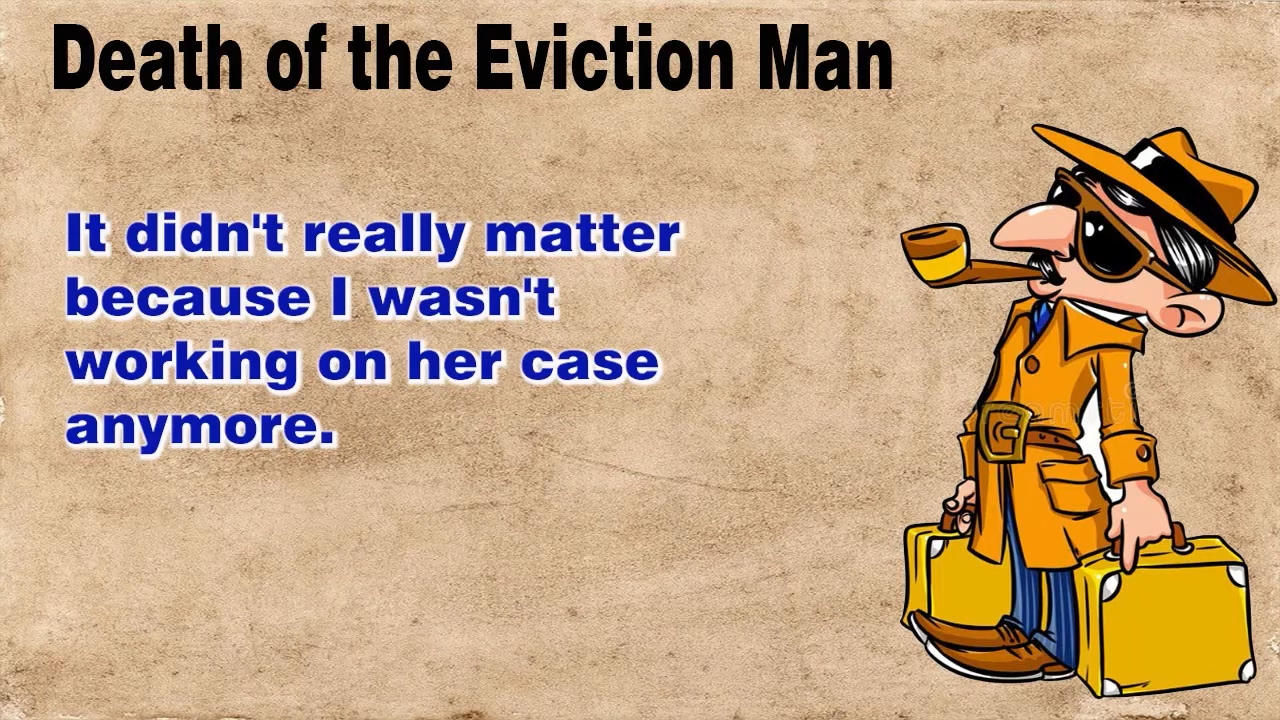 Death of the Eviction Man
It didn't really matter
because I wasn't
working on her case
anymore.